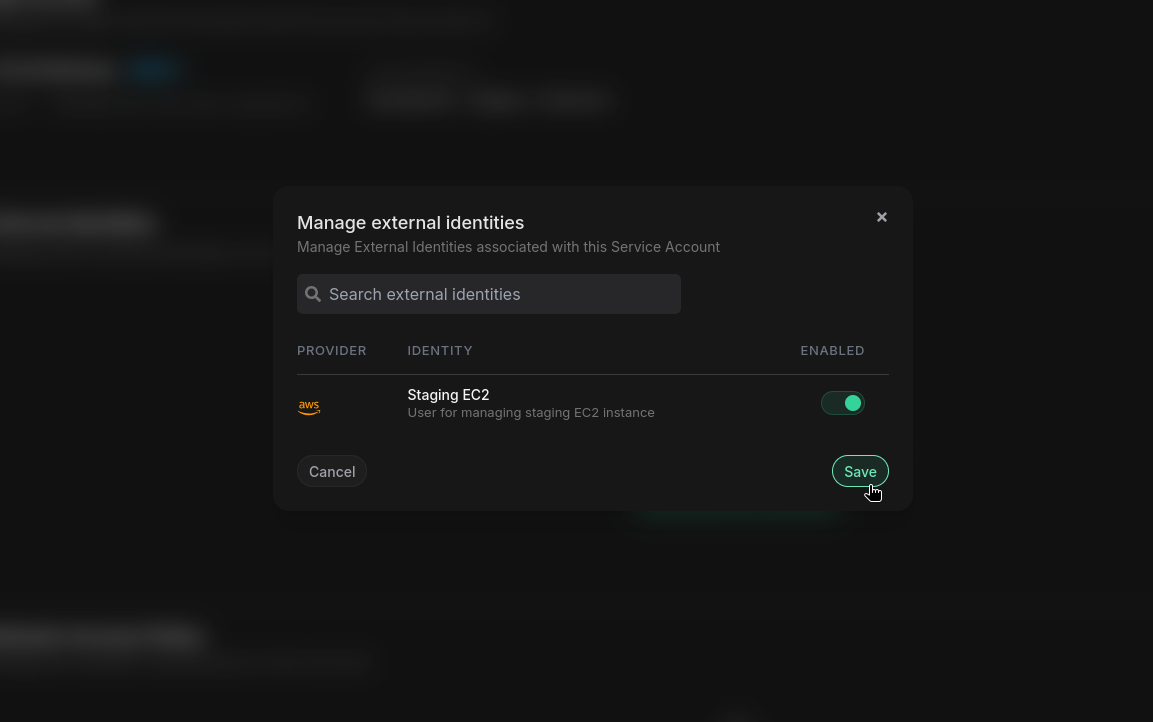 Manage external identities
Manage External Identities associated with this Service Account
Search external identities
PROVIDER IDENTITY ENABLED
aws
Staging EC2
User for managing staging EC2 instance
Cancel Save